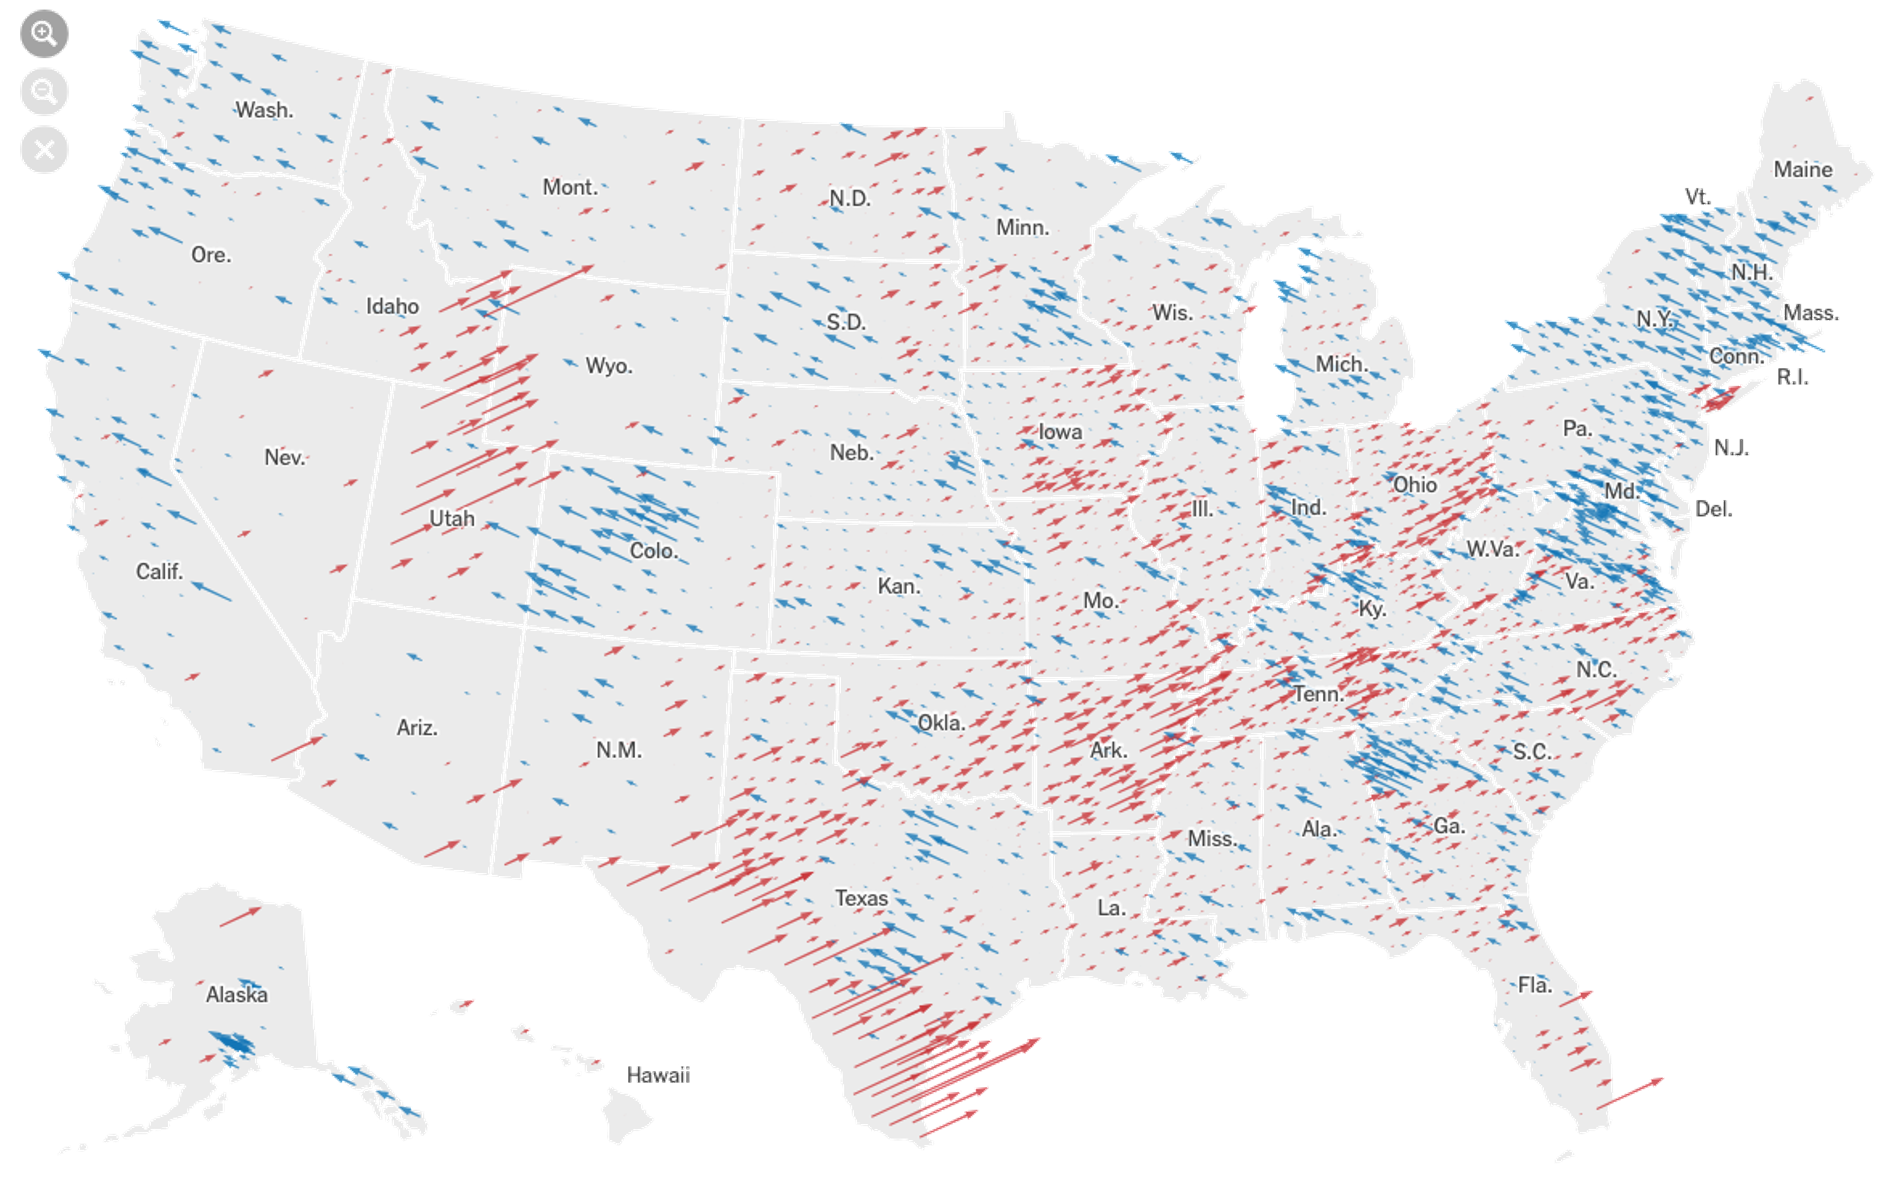 Wash.
Mont.
N.D.
Minn.
Maine
Vt.
Ore.
N.H.
Idaho
S.D.
Wis.
N.Y.
Mass.
Wyo.
Mich.
Conn.
R.I.
Nev.
Neb.
Iowa
Pa.
N.J.
Utah
Colo.
Ill.
Ind.
Ohio
Md.
Del.
Calif.
Kan.
Mo.
Ky.
W.Va.
Va.
Ariz.
N.M.
Okla.
Ark.
Tenn.
N.C.
S.C.
Texas
La.
Miss.
Ala.
Ga.
Fla.
Alaska
Hawaii